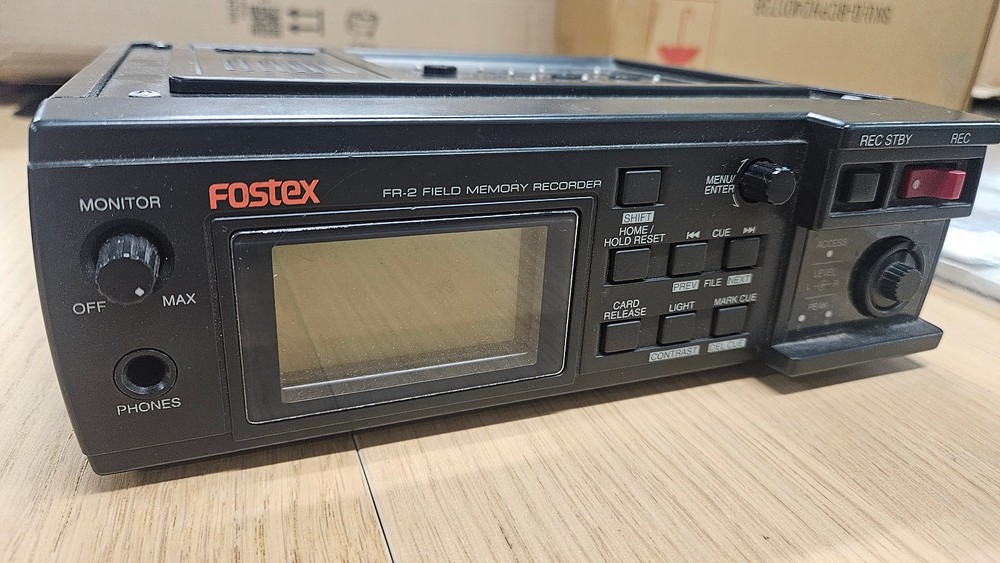 MONITOR
OFF
MAX
PHONES
FOSTEX
FR-2 FIELD MEMORY RECORDER
SHIFT
MENU/
ENTER
HOME/
HOLD RESET
CUE
PREV
FILE
NEXT
CARD
RELEASE
LIGHT
MARK CUE
CONTRAST
DEL CUE
REC STBY
REC
ACCESS
LEVEL
L
R
PEAK